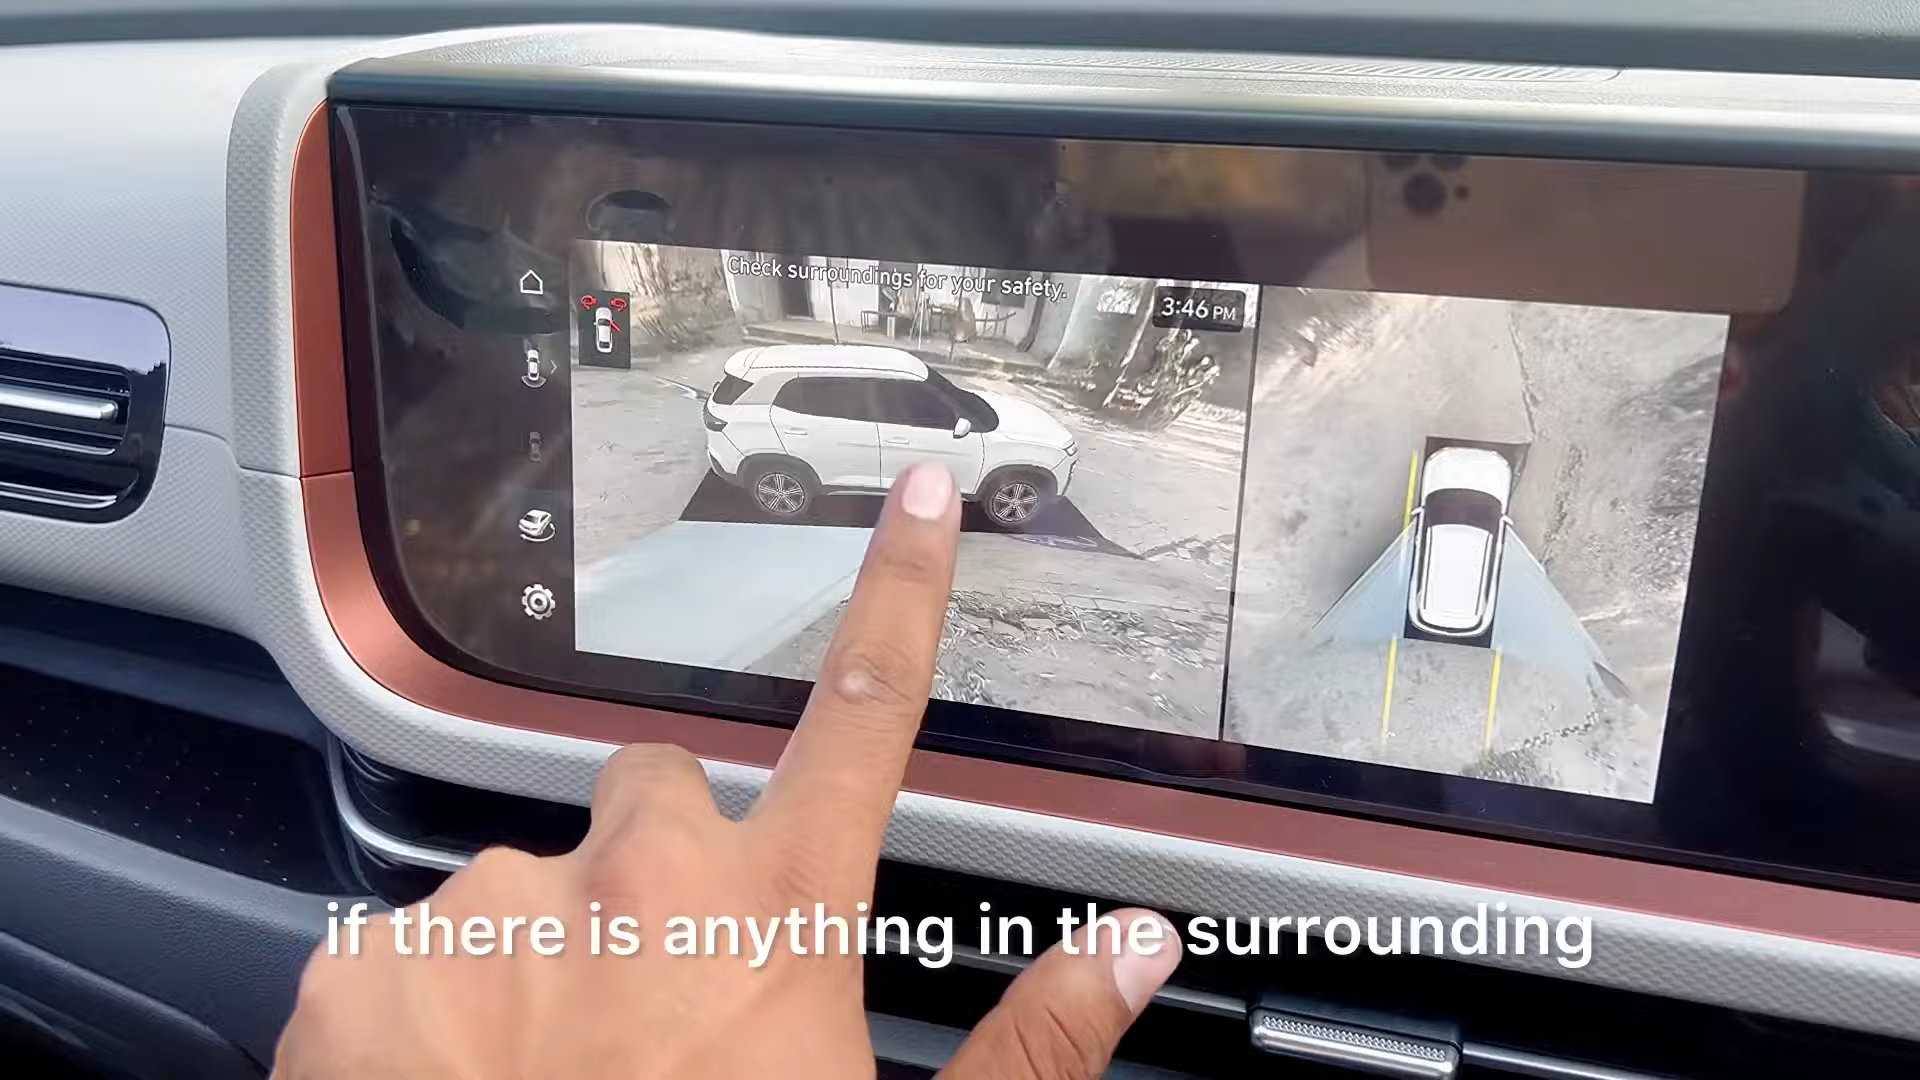 Check surroundings for your safety.
3:46 PM
if there is anything in the surrounding